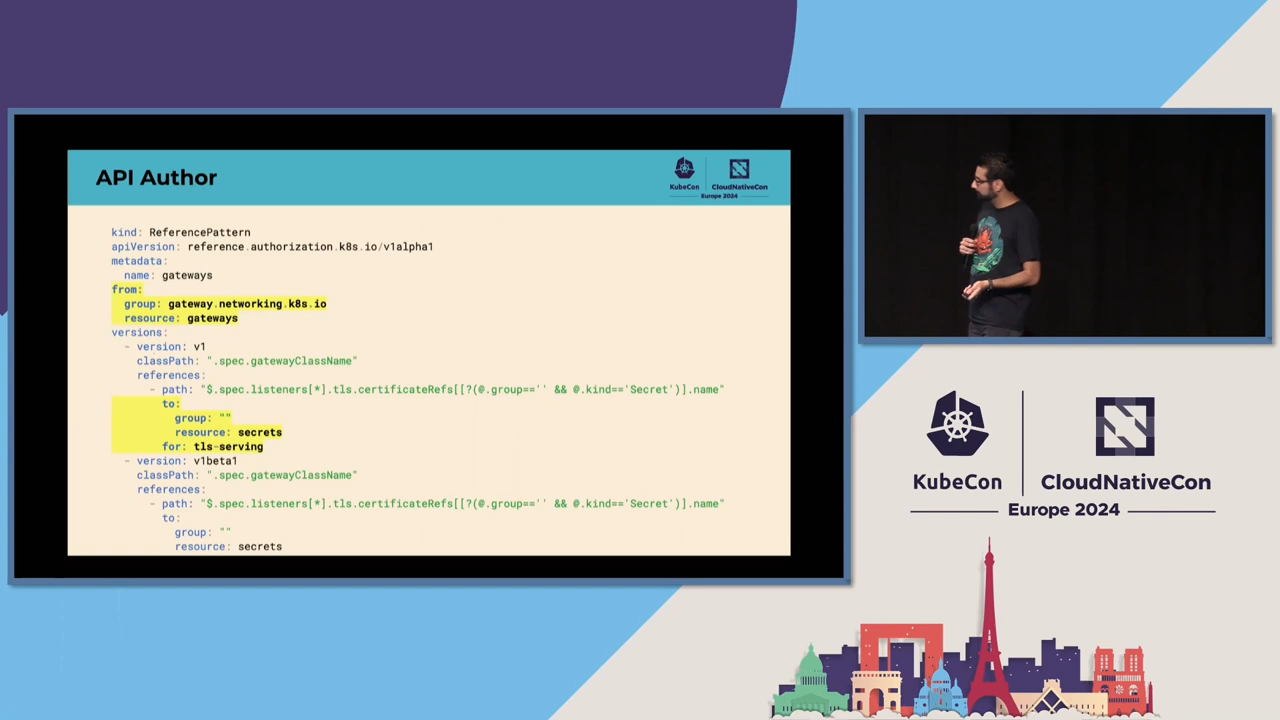 API Author
KubeCon
CloudNativeCon
Europe 2024
kind: ReferencePattern
apiVersion: reference.authorization.k8s.io/v1alpha1
metadata:
  name: gateways
from:
  group: gateway.networking.k8s.io
  resource: gateways
versions:
  - version: v1
    classPath: ".spec.gatewayClassName"
    references:
      - path: "$.spec.listeners[*].tls.certificateRefs[[?(@.group=='' && @.kind=='Secret')].name"
        to:
          group: ""
          resource: secrets
        for: tls-serving
  - version: v1beta1
    classPath: ".spec.gatewayClassName"
    references:
      - path: "$.spec.listeners[*].tls.certificateRefs[[?(@.group=='' && @.kind=='Secret')].name"
        to:
          group: ""
          resource: secrets
KubeCon
CloudNativeCon
Europe 2024